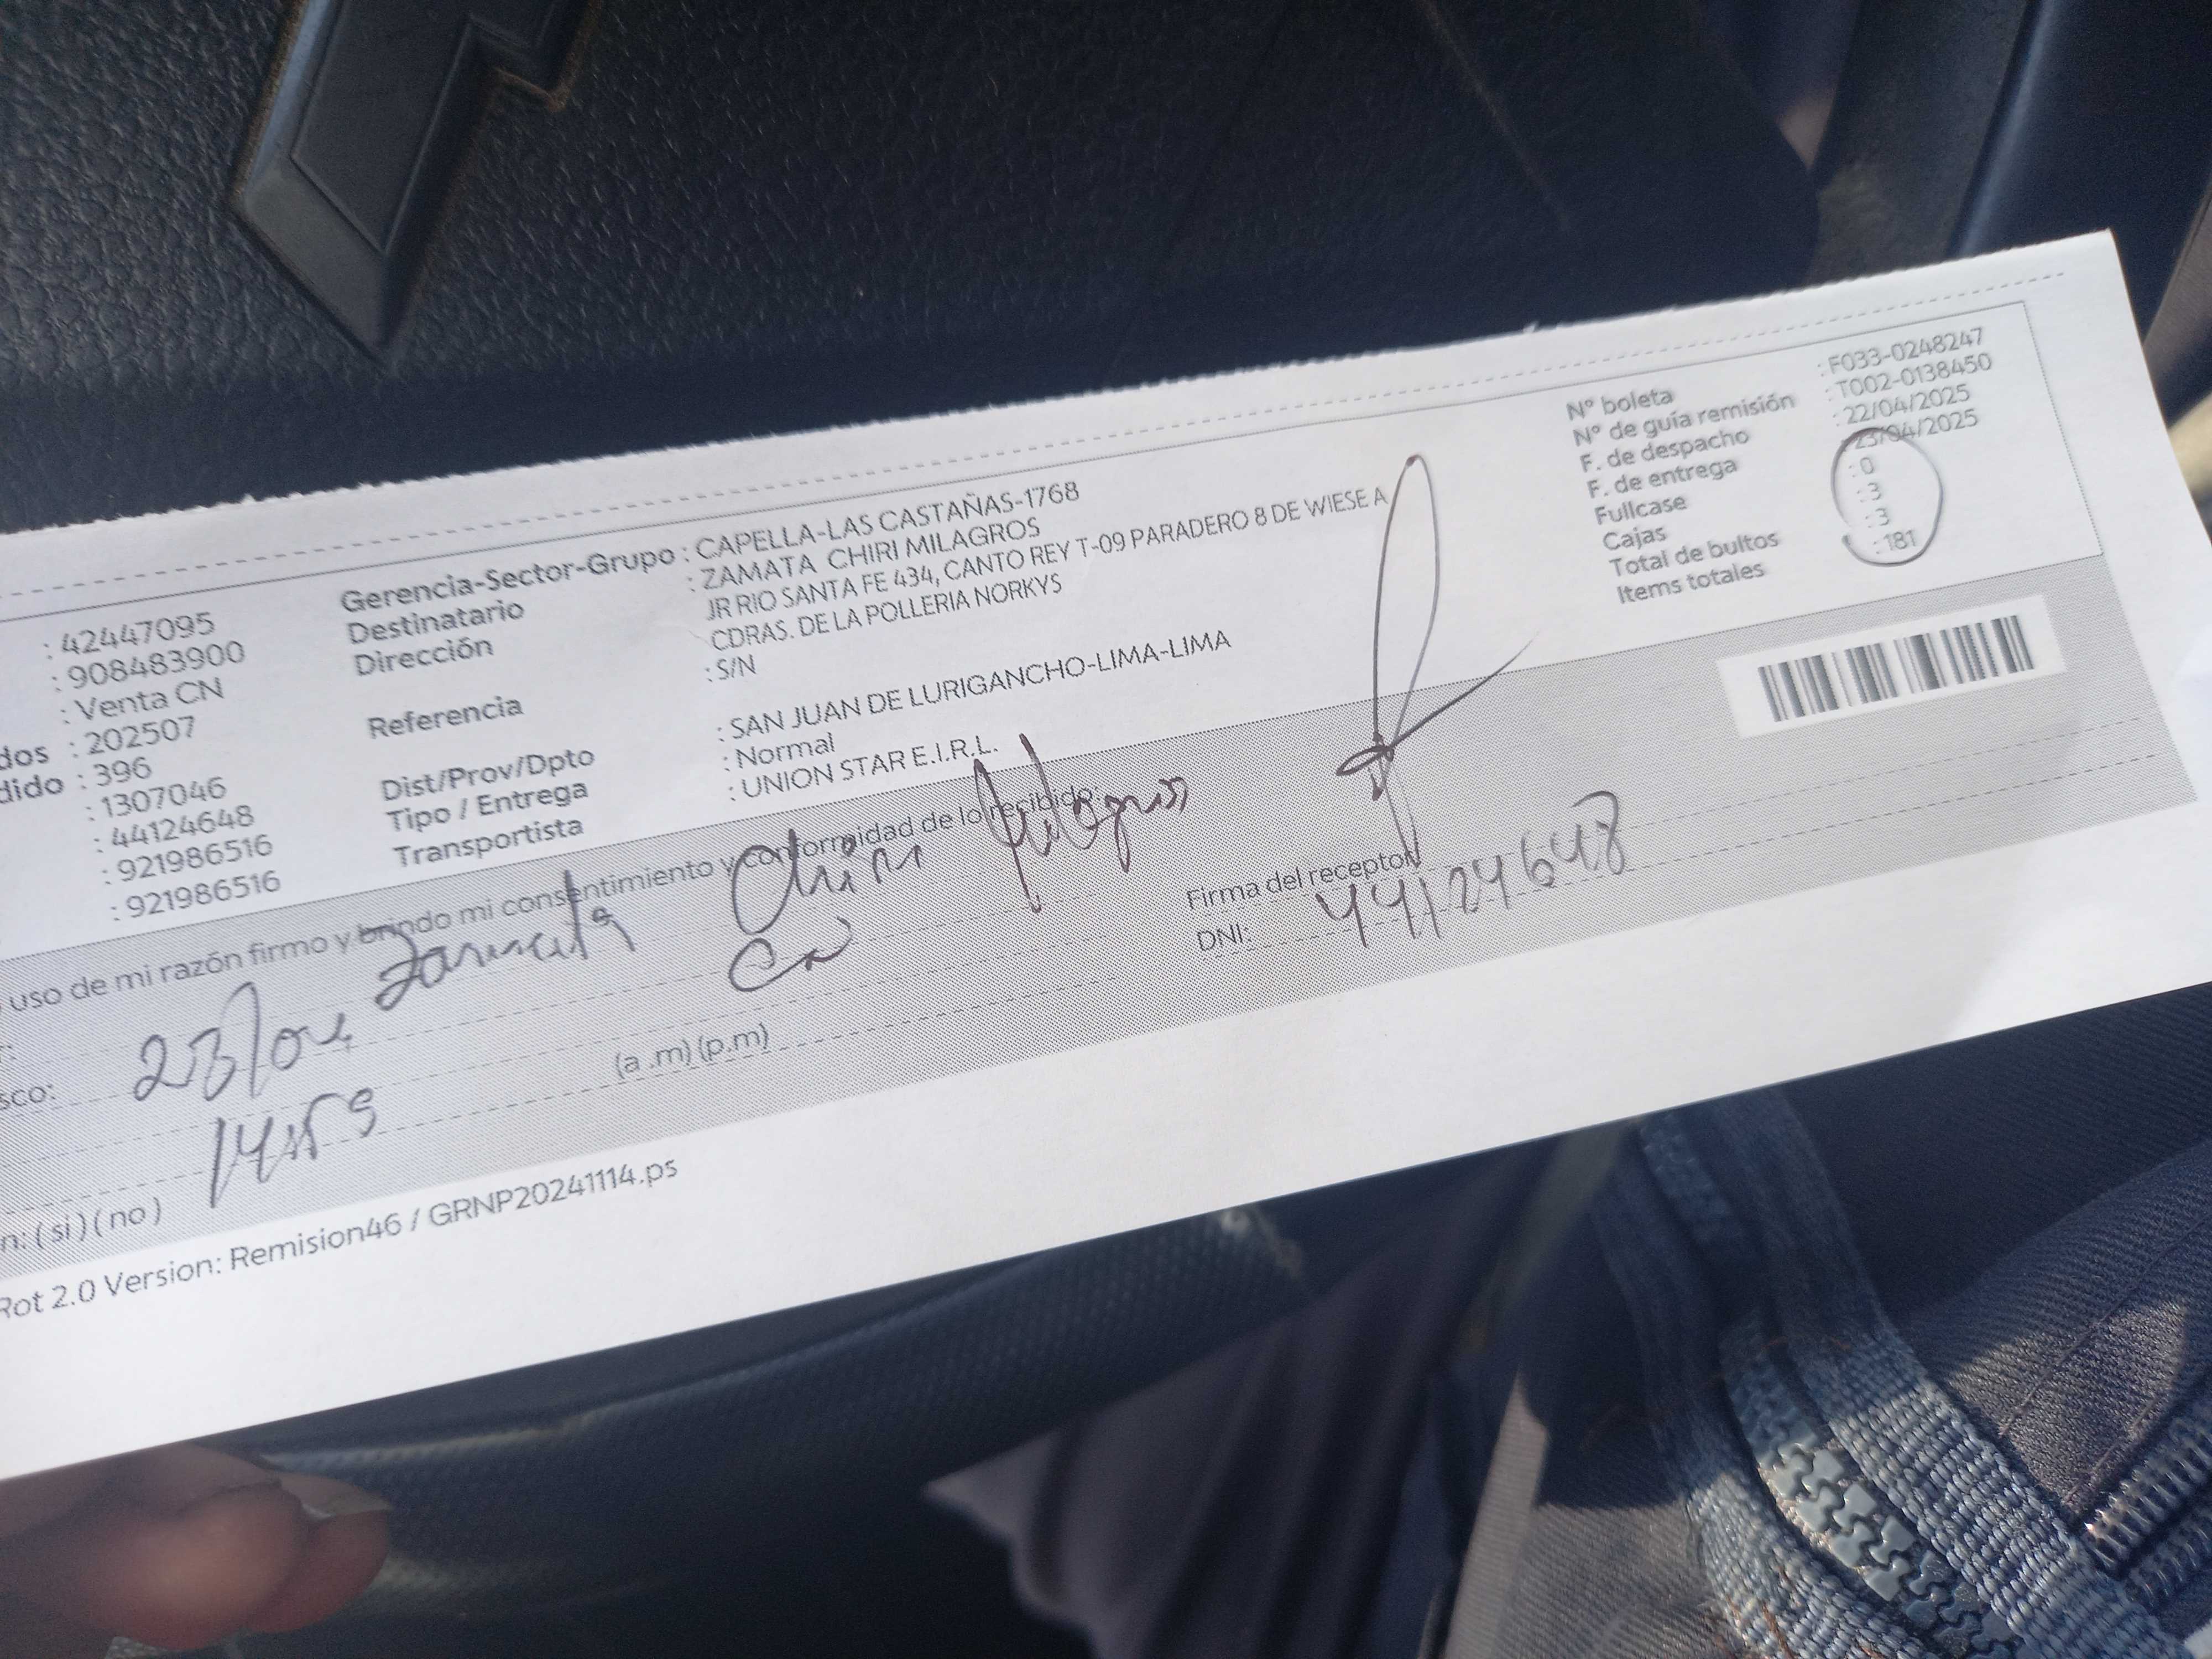 : 42447095
: 908483900
: Venta CN
dos : 202507
dido : 396
: 1307046
: 44124648
: 921986516
: 921986516
Gerencia-Sector-Grupo : CAPELLA-LAS CASTAÑAS-1768
Destinatario : ZAMATA CHIRI MILAGROS
Dirección : JR RIO SANTA FE 434, CANTO REY T-09 PARADERO 8 DE WIESE A
CDRAS. DE LA POLLERIA NORKYS
Referencia : S/N
Dist/Prov/Dpto : SAN JUAN DE LURIGANCHO-LIMA-LIMA
Tipo / Entrega : Normal
Transportista : UNION STAR E.I.R.L.
N° boleta : F033-0248247
N° de guía remisión : T002-0138450
F. de despacho : 22/04/2025
F. de entrega : 23/04/2025
Fullcase : 0
Cajas : 3
Total de bultos : 3
Items totales : 181
uso de mi razón firmo y brindo mi consentimiento y conformidad de lo recibido:
Zamata Chiri Milagros
Firma del receptor
DNI: 44124648
sco: 23/04
(a .m) (p.m)
n: ( si ) ( no )
Rot 2.0 Version: Remision46 / GRNP20241114.ps